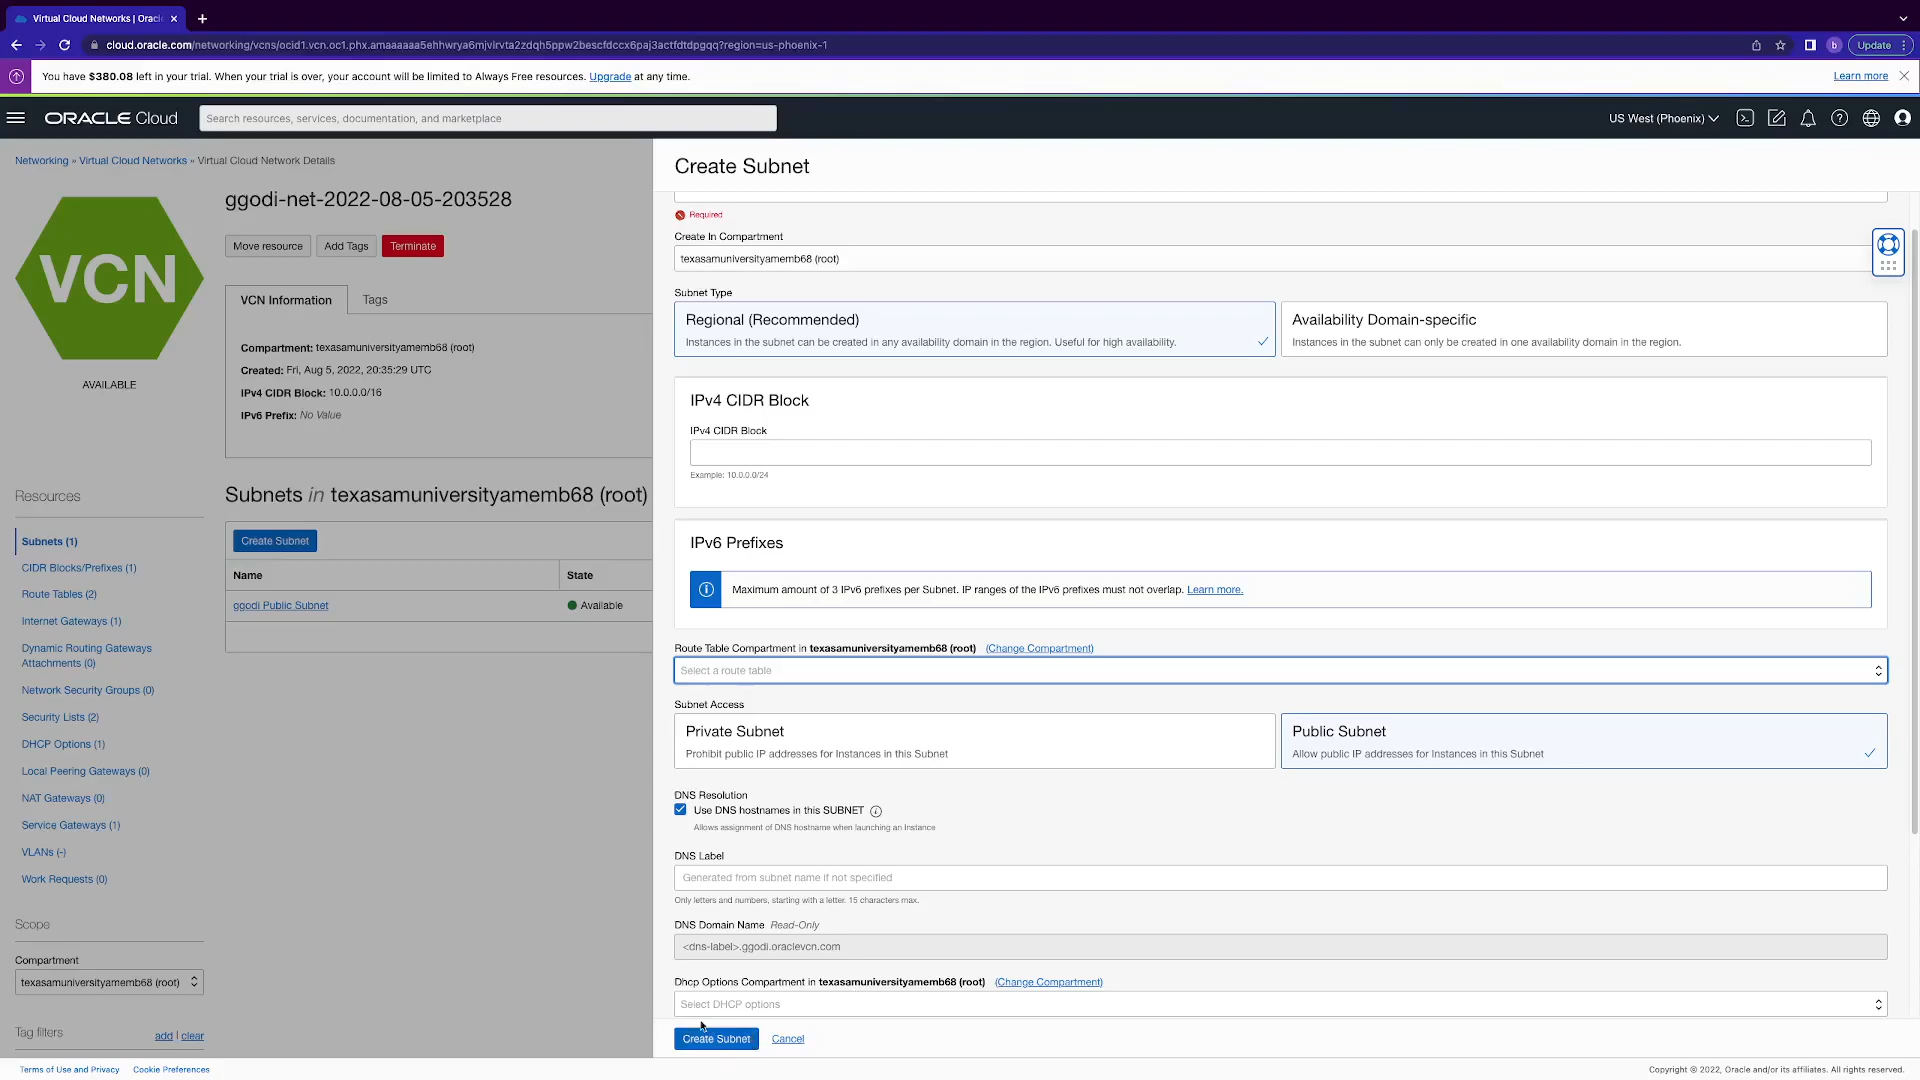 Virtual Cloud Networks | Oracl
cloud.oracle.com/networking/vcns/ocid1.vcn.oc1.phx.amaaaaaa5ehhwrya6mjvirvta2zdqh5ppw2bescfdccx6paj3actfdtdpgqq?region=us-phoenix-1
b
Update
You have $380.08 left in your trial. When your trial is over, your account will be limited to Always Free resources. Upgrade at any time.
Learn more
ORACLE Cloud
Search resources, services, documentation, and marketplace
US West (Phoenix)
Networking » Virtual Cloud Networks » Virtual Cloud Network Details
VCN
AVAILABLE
ggodi-net-2022-08-05-203528
Move resource
Add Tags
Terminate
VCN Information
Tags
Compartment: texasamuniversityamemb68 (root)
Created: Fri, Aug 5, 2022, 20:35:29 UTC
IPv4 CIDR Block: 10.0.0.0/16
IPv6 Prefix: No Value
Resources
Subnets (1)
CIDR Blocks/Prefixes (1)
Route Tables (2)
Internet Gateways (1)
Dynamic Routing Gateways
Attachments (0)
Network Security Groups (0)
Security Lists (2)
DHCP Options (1)
Local Peering Gateways (0)
NAT Gateways (0)
Service Gateways (1)
VLANs (-)
Work Requests (0)
Scope
Compartment
texasamuniversityamemb68 (root)
Tag filters
add | clear
Subnets in texasamuniversityamemb68 (root)
Create Subnet
Name
State
ggodi Public Subnet
Available
Create Subnet
Required
Create In Compartment
texasamuniversityamemb68 (root)
Subnet Type
Regional (Recommended)
Instances in the subnet can be created in any availability domain in the region. Useful for high availability.
Availability Domain-specific
Instances in the subnet can only be created in one availability domain in the region.
IPv4 CIDR Block
IPv4 CIDR Block
Example: 10.0.0.0/24
IPv6 Prefixes
Maximum amount of 3 IPv6 prefixes per Subnet. IP ranges of the IPv6 prefixes must not overlap. Learn more.
Route Table Compartment in texasamuniversityamemb68 (root) (Change Compartment)
Select a route table
Subnet Access
Private Subnet
Prohibit public IP addresses for Instances in this Subnet
Public Subnet
Allow public IP addresses for Instances in this Subnet
DNS Resolution
Use DNS hostnames in this SUBNET
Allows assignment of DNS hostname when launching an Instance
DNS Label
Generated from subnet name if not specified
Only letters and numbers, starting with a letter. 15 characters max.
DNS Domain Name Read-Only
<dns-label>.ggodi.oraclevcn.com
Dhcp Options Compartment in texasamuniversityamemb68 (root) (Change Compartment)
Select DHCP options
Create Subnet
Cancel
Terms of Use and Privacy
Cookie Preferences
Copyright © 2022, Oracle and/or its affiliates. All rights reserved.